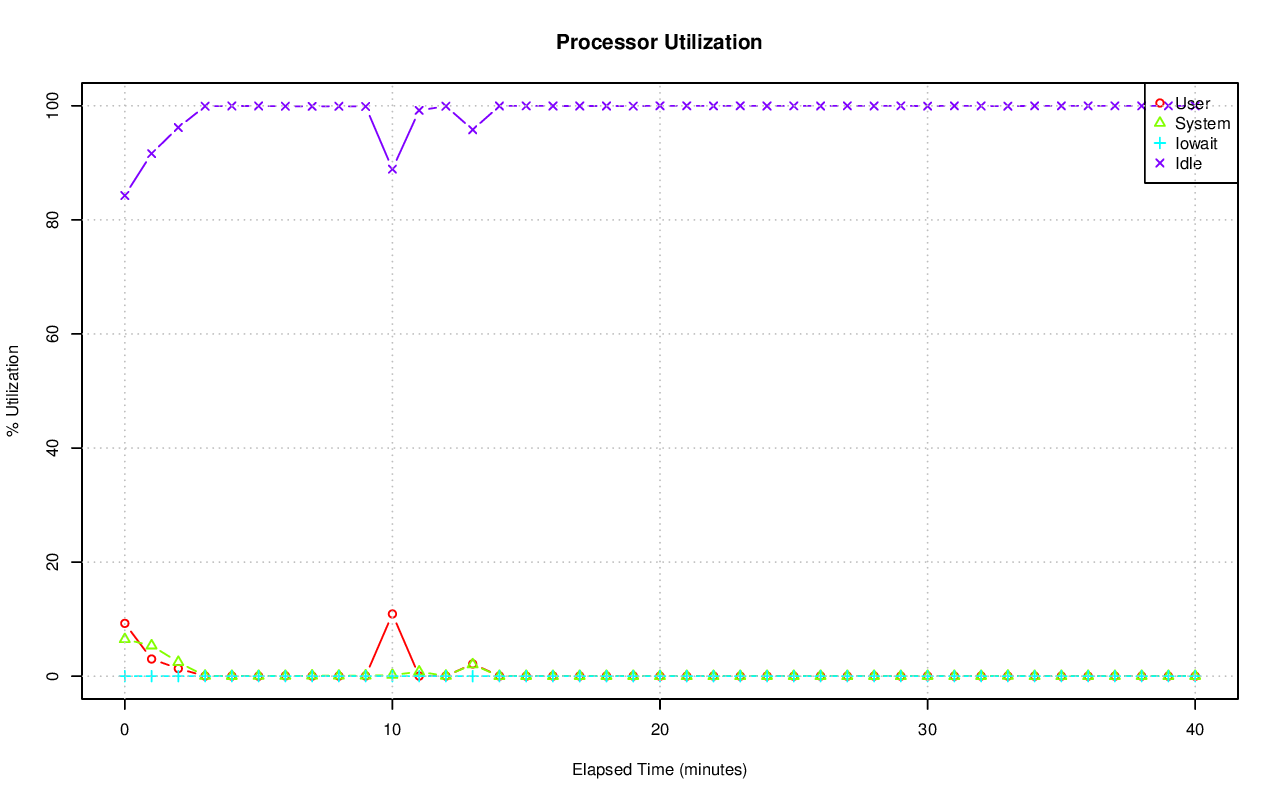 Processor Utilization
% Utilization
100
80
60
40
20
0
User
System
Iowait
Idle
0 10 20 30 40
Elapsed Time (minutes)